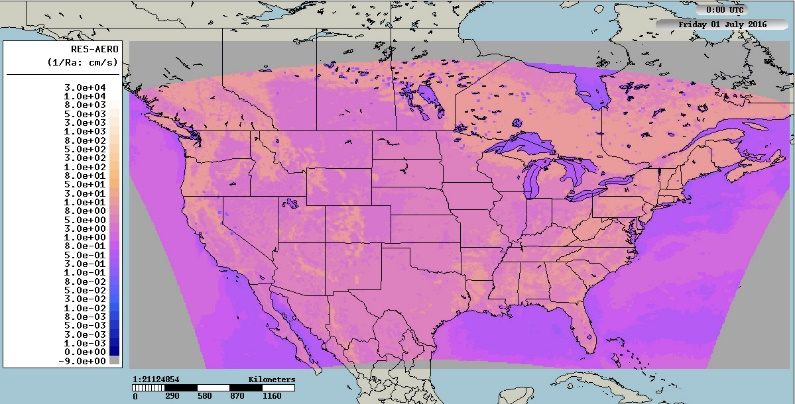 0:00 UTC
Friday 01 July 2016
RES-AERO
(1/Ra: cm/s)
3.0e+04
1.0e+04
8.0e+03
5.0e+03
3.0e+03
1.0e+03
8.0e+02
5.0e+02
3.0e+02
1.0e+02
8.0e+01
5.0e+01
3.0e+01
1.0e+01
8.0e+00
5.0e+00
3.0e+00
1.0e+00
8.0e-01
5.0e-01
3.0e-01
1.0e-01
8.0e-02
5.0e-02
3.0e-02
1.0e-02
8.0e-03
5.0e-03
3.0e-03
1.0e-03
0.0e+00
-9.0e+00
1:21124054 Kilometers
0 290 580 870 1160